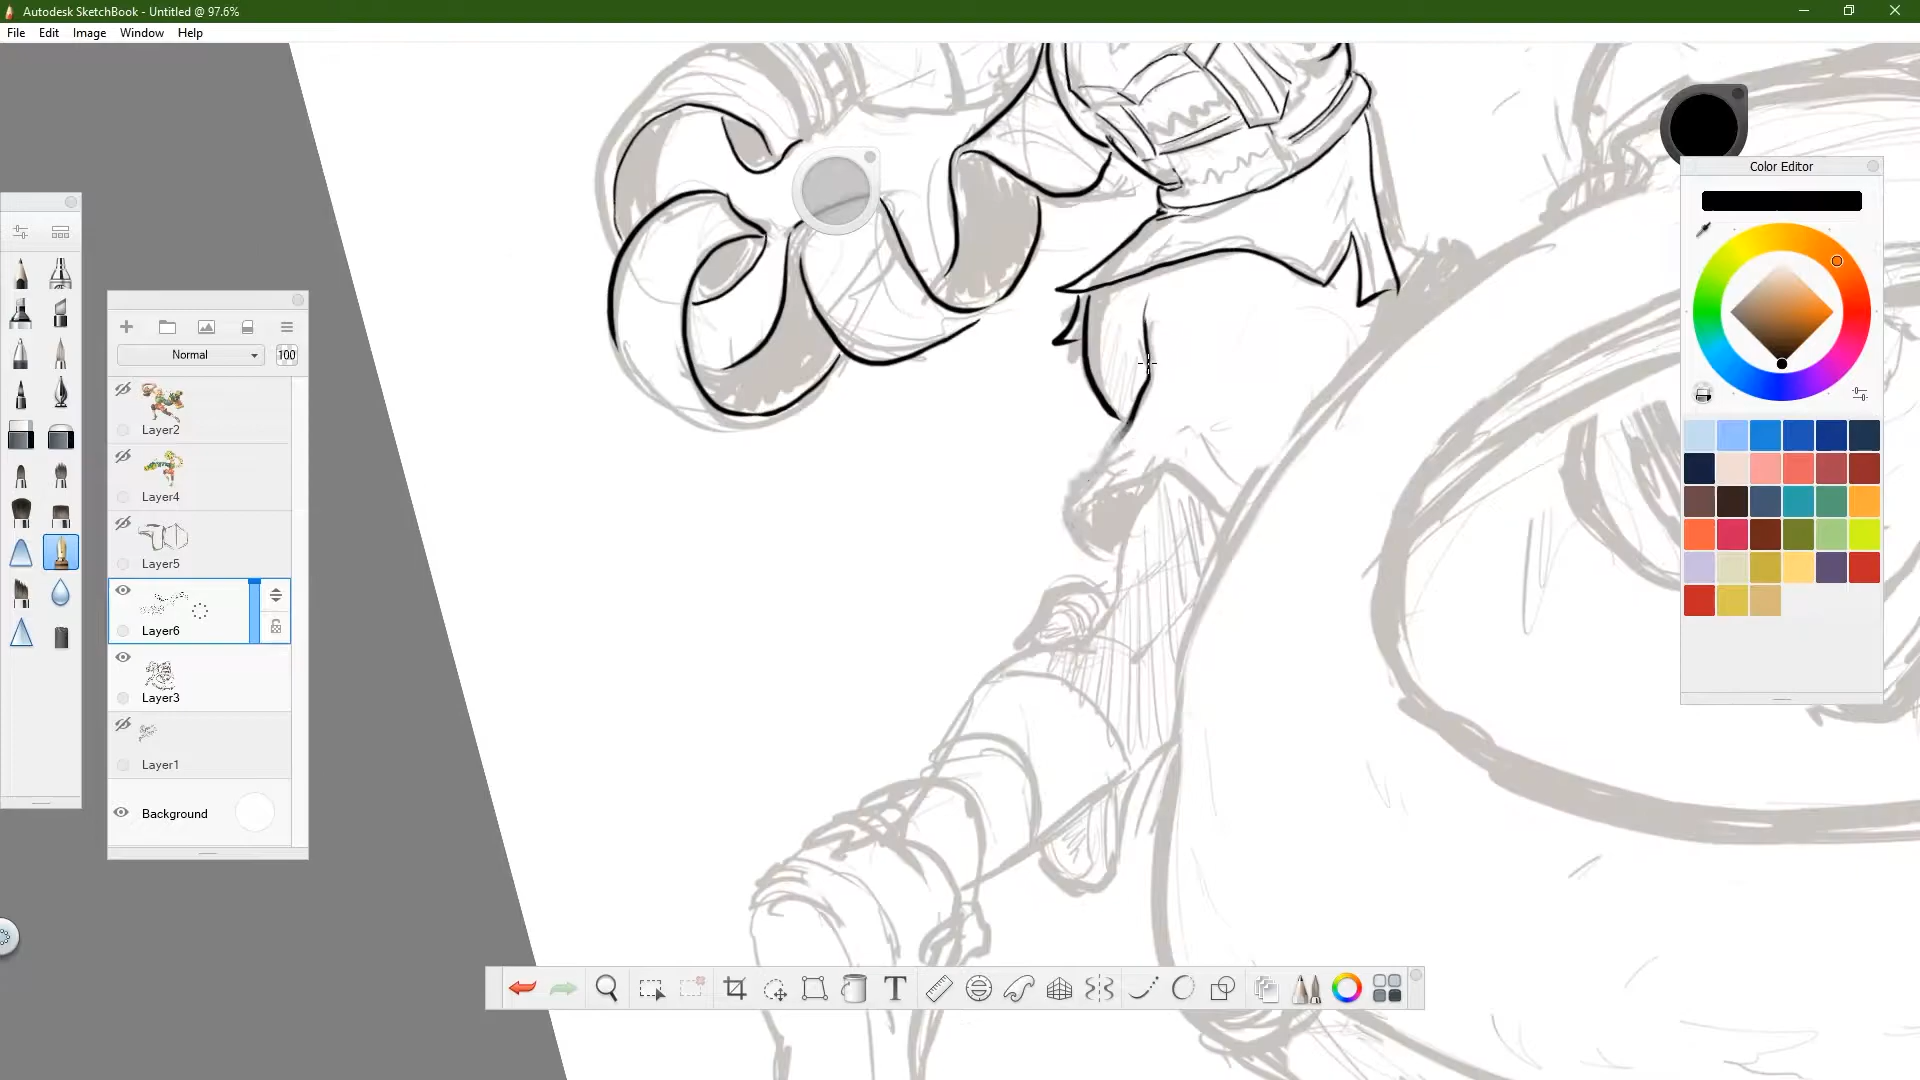 Autodesk SketchBook - Untitled @ 97.6%
File Edit Image Window Help
Color Editor
Normal 100
Layer2
Layer4
Layer5
Layer6
Layer3
Layer1
Background
T